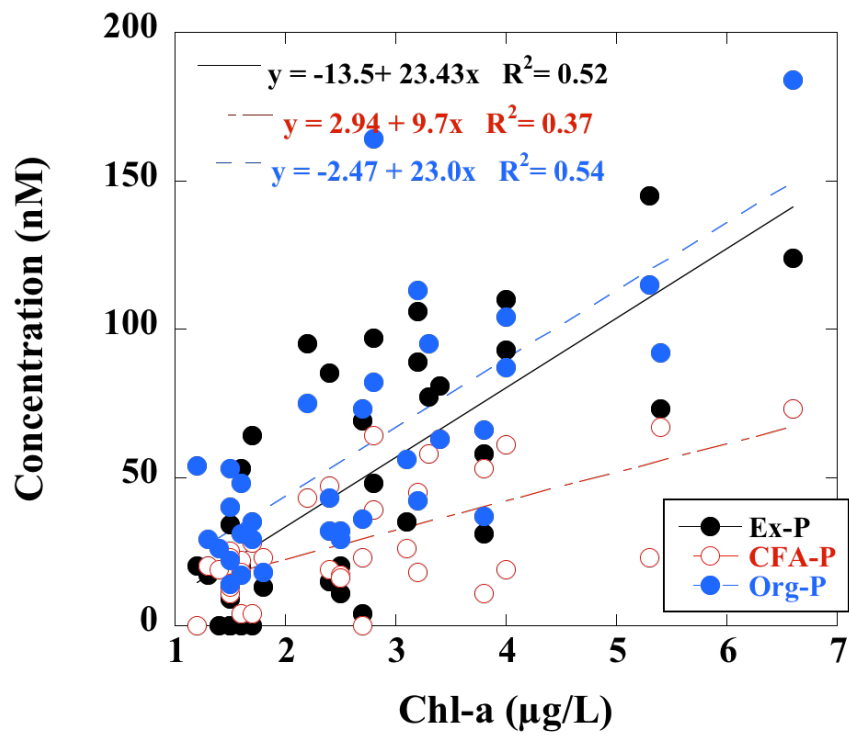 200
150
100
50
0
y = -13.5+ 23.43x R²= 0.52
y = 2.94 + 9.7x R²= 0.37
y = -2.47 + 23.0x R²= 0.54
Concentration (nM)
Ex-P
CFA-P
Org-P
1 2 3 4 5 6 7
Chl-a (µg/L)